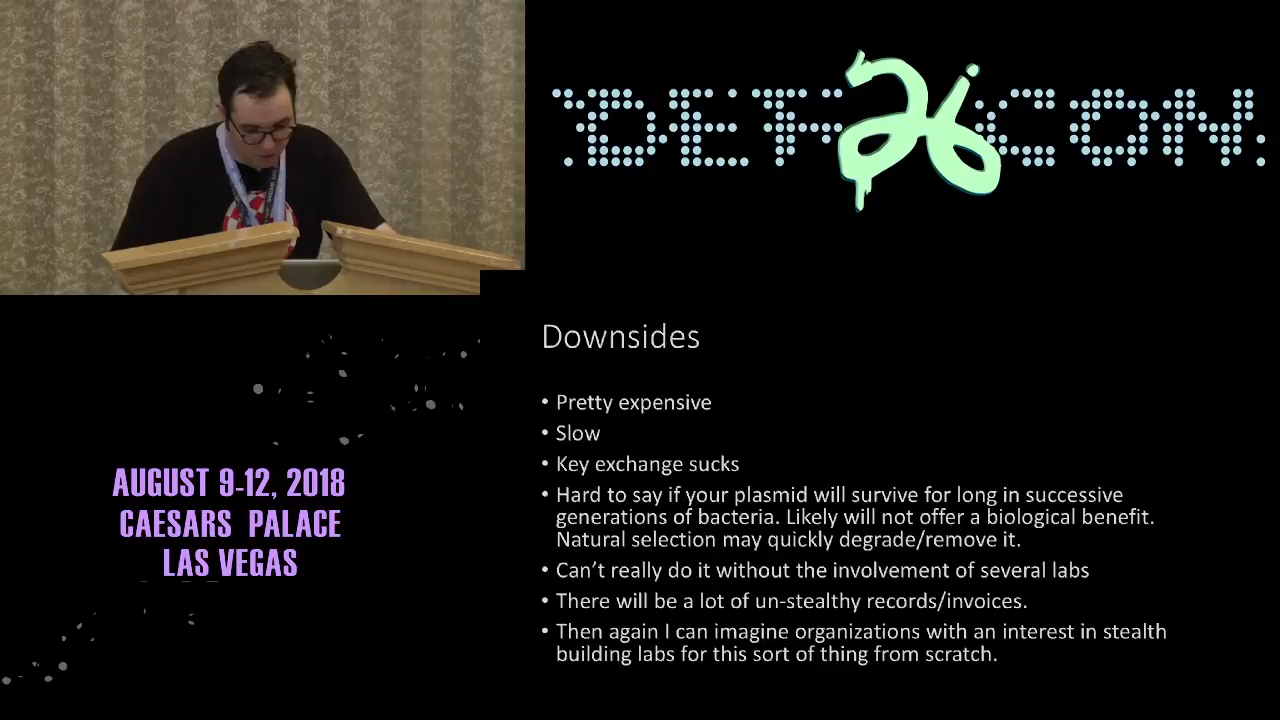 DEF 26 CON
Downsides
• Pretty expensive
• Slow
• Key exchange sucks
• Hard to say if your plasmid will survive for long in successive
generations of bacteria. Likely will not offer a biological benefit.
Natural selection may quickly degrade/remove it.
• Can’t really do it without the involvement of several labs
• There will be a lot of un-stealthy records/invoices.
• Then again I can imagine organizations with an interest in stealth
building labs for this sort of thing from scratch.
AUGUST 9-12, 2018
CAESARS PALACE
LAS VEGAS